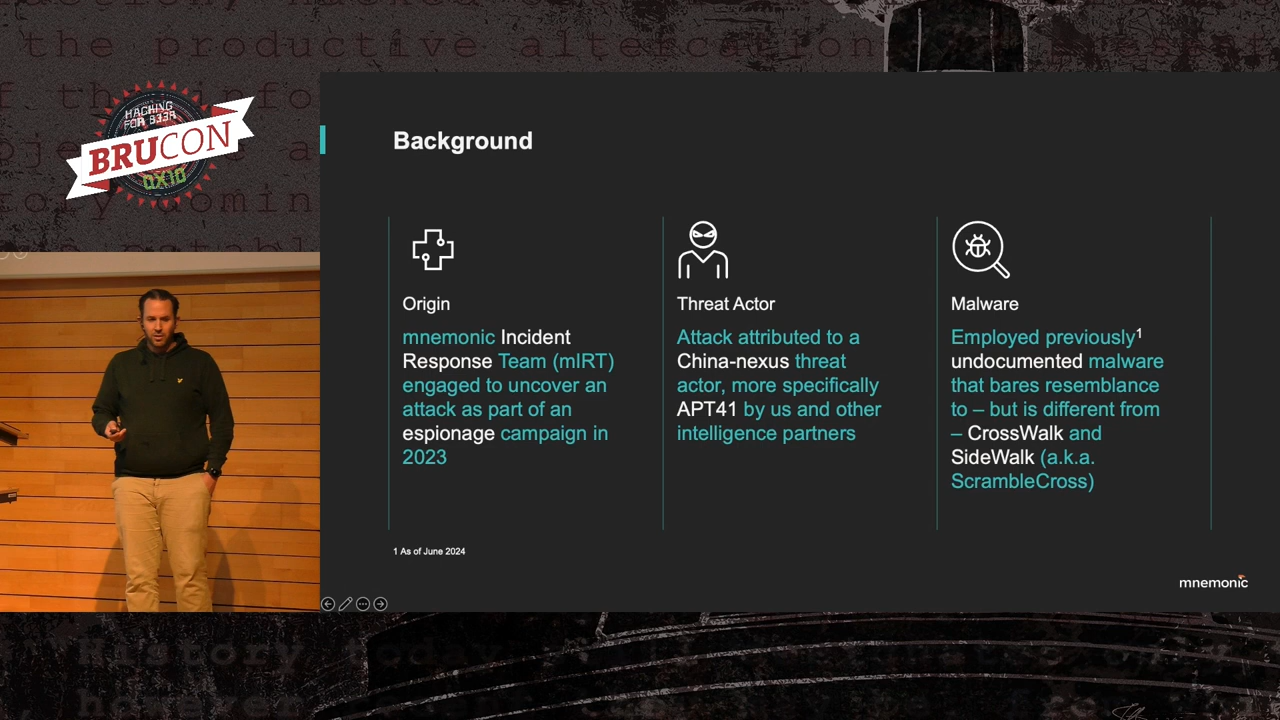 the productive altercation
HACKING
FOR B33R
BRUCON
0X10
Background
Origin
mnemonic Incident
Response Team (mIRT)
engaged to uncover an
attack as part of an
espionage campaign in
2023
Threat Actor
Attack attributed to a
China-nexus threat
actor, more specifically
APT41 by us and other
intelligence partners
Malware
Employed previously1
undocumented malware
that bares resemblance
to – but is different from
– CrossWalk and
SideWalk (a.k.a.
ScrambleCross)
1 As of June 2024
mnemonic
History today
however